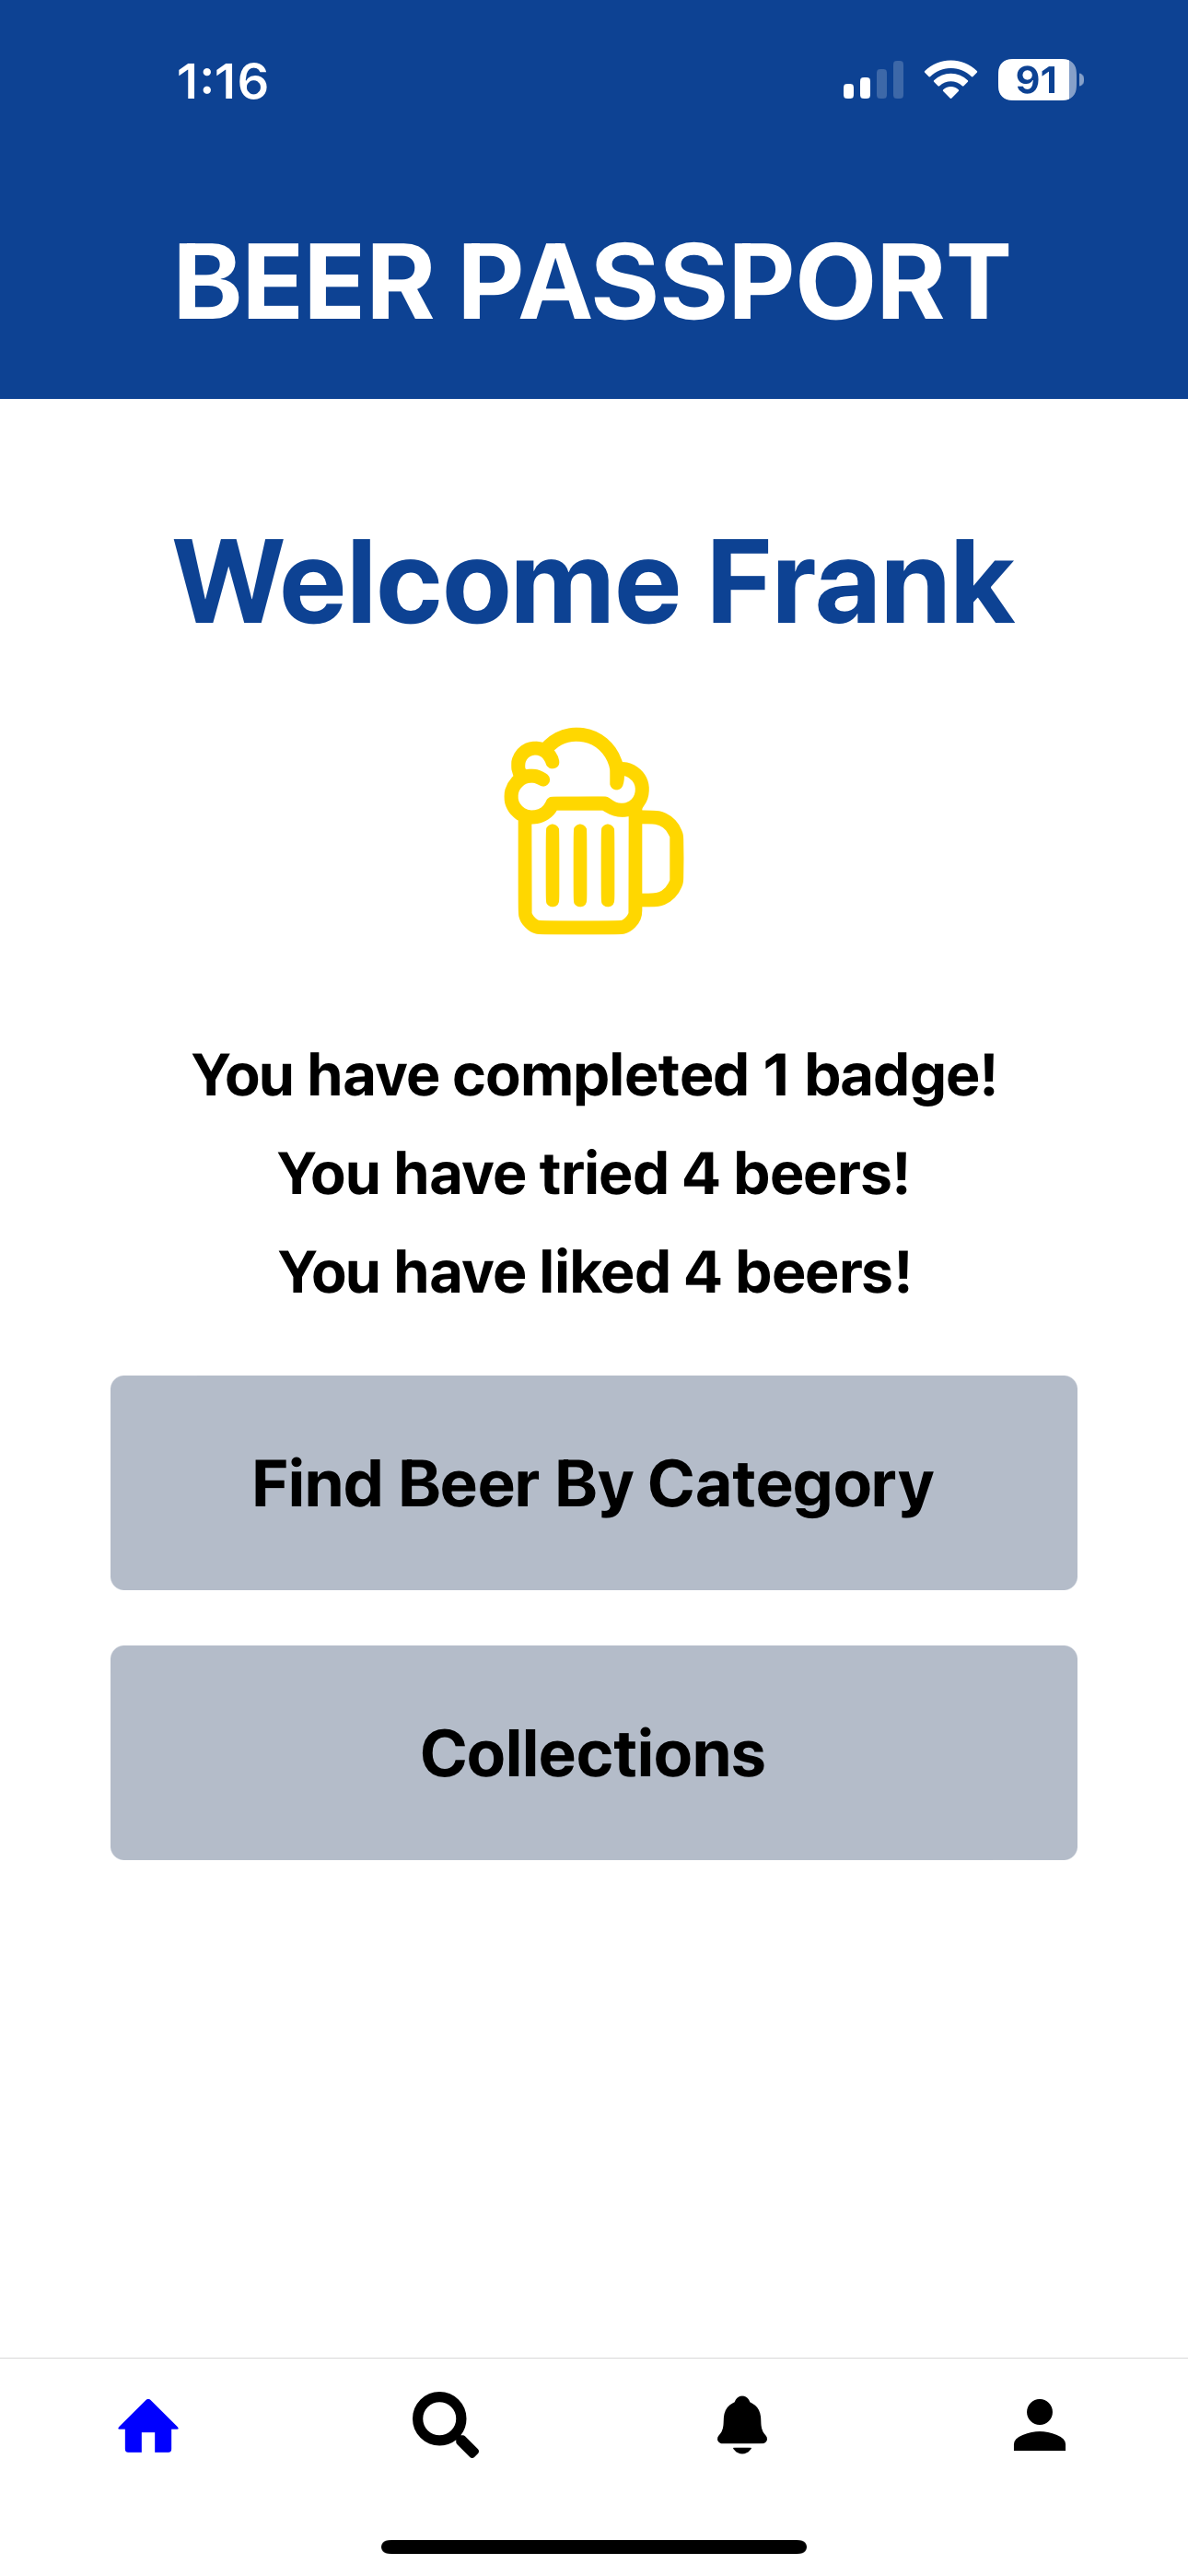 1:16
91
BEER PASSPORT
Welcome Frank
You have completed 1 badge!
You have tried 4 beers!
You have liked 4 beers!
Find Beer By Category
Collections